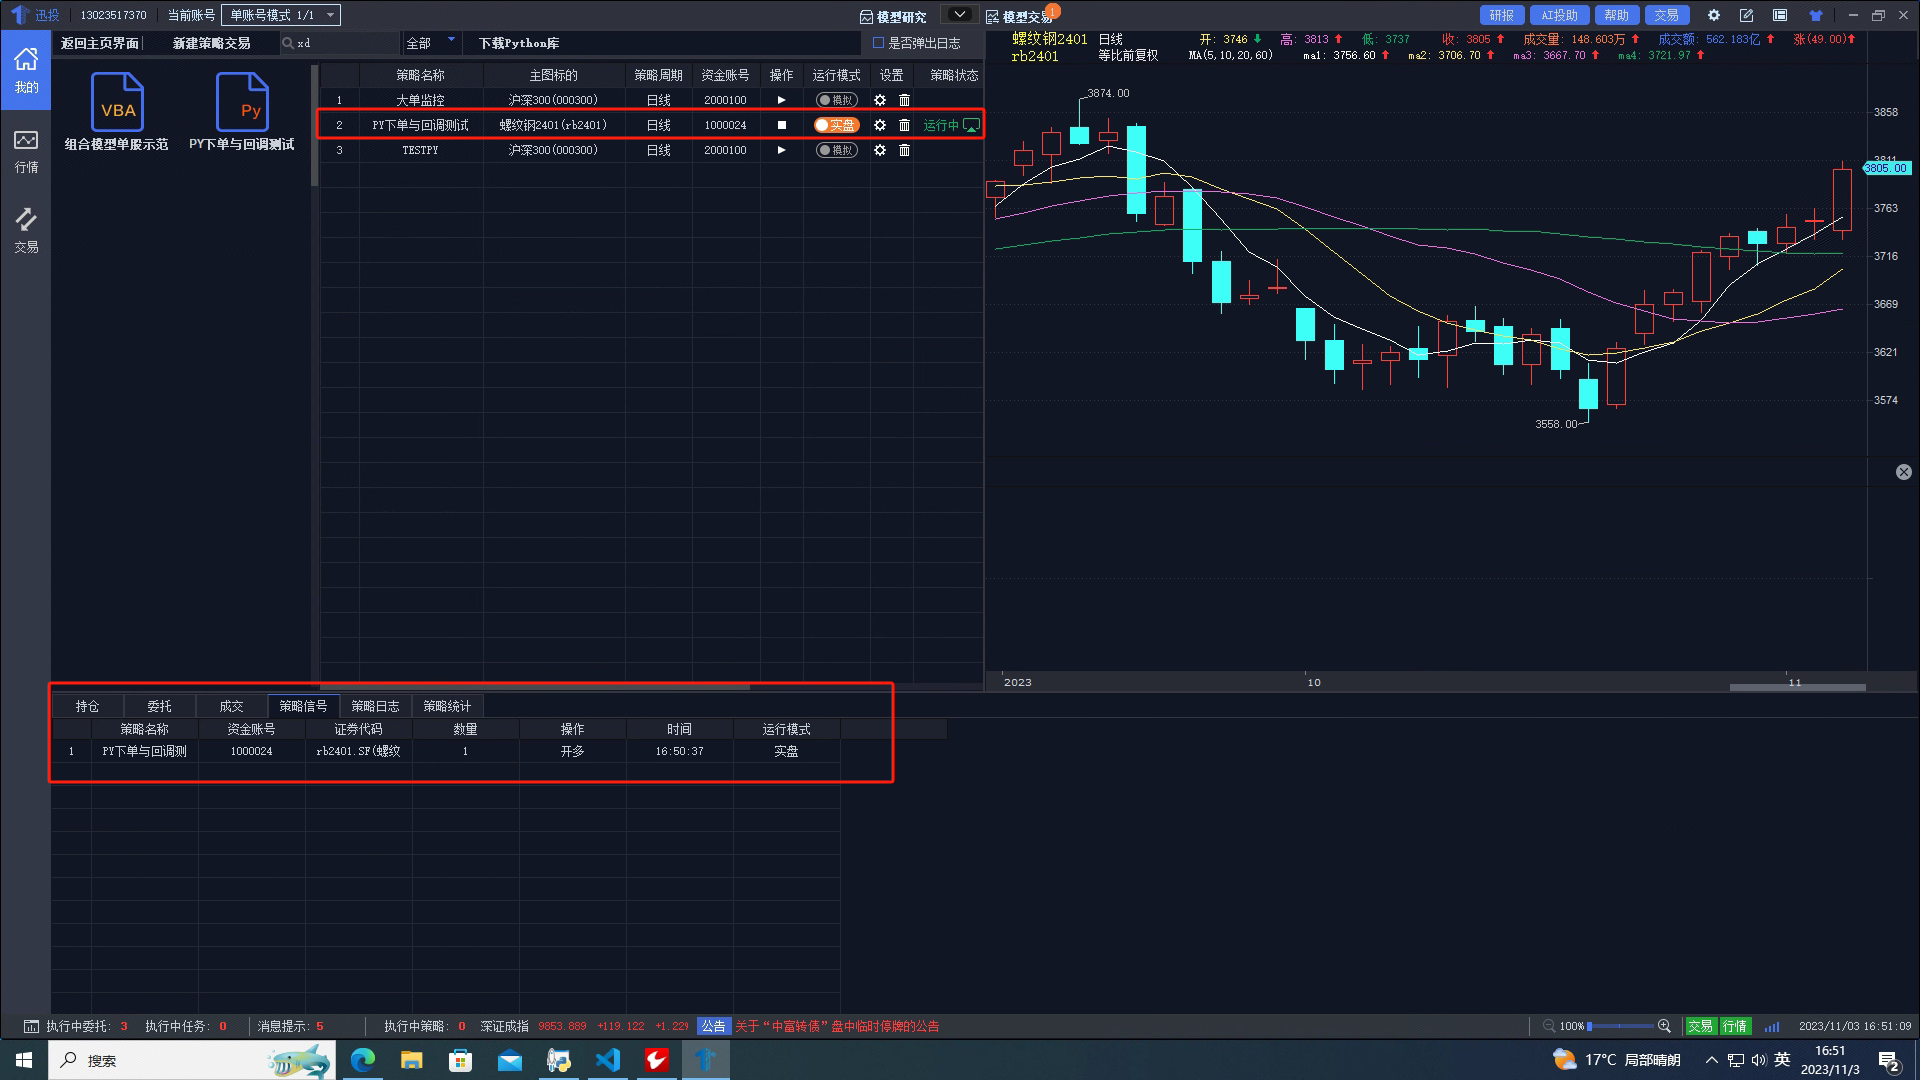 迅投 13023517370 当前账号 单账号模式 1/1 模型研究 模型交易 1 研报 AI投助 帮助 交易
我的
行情
交易
返回主页界面 新建策略交易 xd 全部 下载Python库 是否弹出日志
VBA
组合模型单股示范
Py
PY下单与回调测试
策略名称 主图标的 策略周期 资金账号 操作 运行模式 设置 策略状态
1 大单监控 沪深300(000300) 日线 2000100 模拟
2 PY下单与回调测试 螺纹钢2401(rb2401) 日线 1000024 实盘 运行中
3 TESTPY 沪深300(000300) 日线 2000100 模拟
螺纹钢2401 日线 开: 3746 高: 3813 低: 3737 收: 3805 成交量: 148.603万 成交额: 562.183亿 涨(49.00)
rb2401 等比前复权 MA(5,10,20,60) ma1: 3756.60 ma2: 3706.70 ma3: 3667.70 ma4: 3721.97
3874.00
3858
3811
3805.00
3763
3716
3669
3621
3574
3558.00
2023 10 11
持仓 委托 成交 策略信号 策略日志 策略统计
策略名称 资金账号 证券代码 数量 操作 时间 运行模式
1 PY下单与回调测 1000024 rb2401.SF(螺纹 1 开多 16:50:37 实盘
执行中委托: 3 执行中任务: 0 消息提示: 5 执行中策略: 0 深证成指 9853.889 +119.122 +1.22% 公告 关于“中富转债”盘中临时停牌的公告 100% 交易 行情 2023/11/03 16:51:09
搜索 17°C 局部晴朗 英 16:51
2023/11/3 2